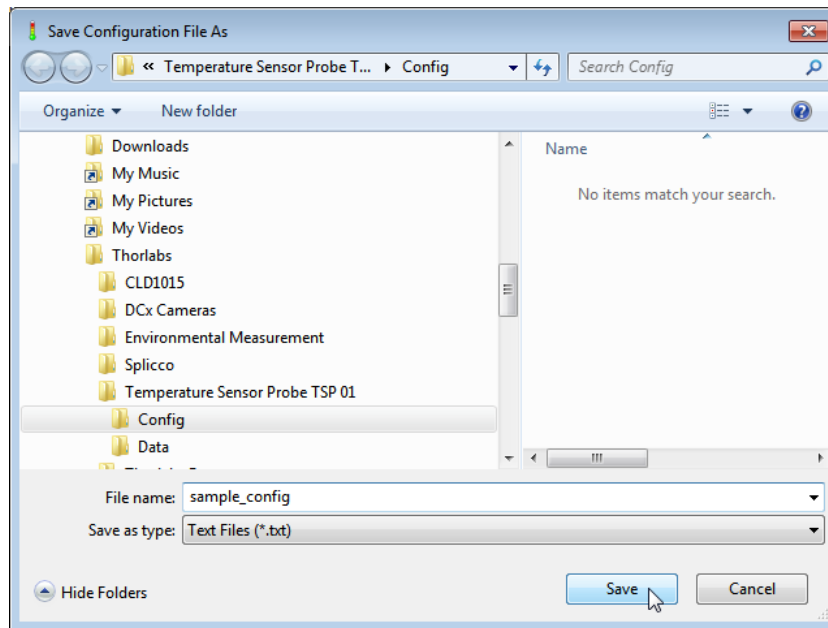 Save Configuration File As
« Temperature Sensor Probe T... Config
Search Config
Organize
New folder
Downloads
My Music
My Pictures
My Videos
Thorlabs
CLD1015
DCx Cameras
Environmental Measurement
Splicco
Temperature Sensor Probe TSP 01
Config
Data
Name
No items match your search.
File name: sample_config
Save as type: Text Files (*.txt)
Hide Folders
Save
Cancel